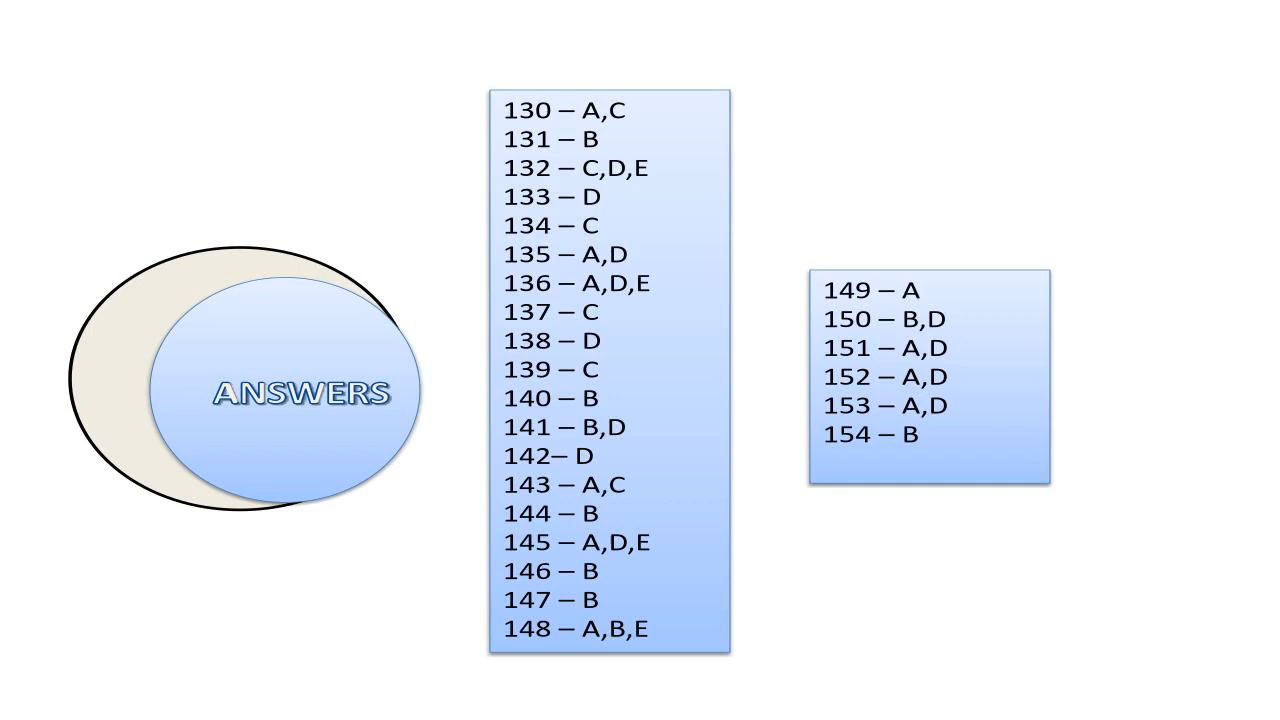 ANSWERS
130 – A,C
131 – B
132 – C,D,E
133 – D
134 – C
135 – A,D
136 – A,D,E
137 – C
138 – D
139 – C
140 – B
141 – B,D
142– D
143 – A,C
144 – B
145 – A,D,E
146 – B
147 – B
148 – A,B,E
149 – A
150 – B,D
151 – A,D
152 – A,D
153 – A,D
154 – B